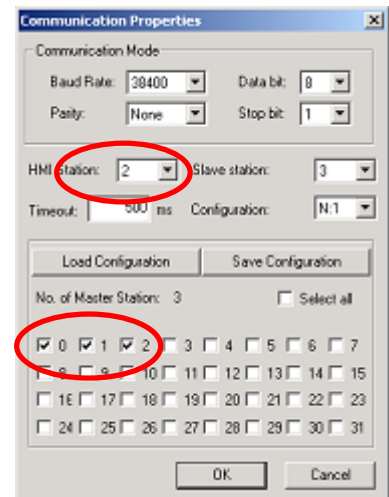 Communication Properties
Communication Mode
Baud Rate: 38400 Data bit: 8
Parity: None Stop bit: 1
HMI Station: 2 Slave station: 3
Timeout: 500 ms Configuration: N:1
Load Configuration Save Configuration
No. of Master Station: 3 Select all
0 1 2 3 4 5 6 7
8 9 10 11 12 13 14 15
16 17 18 19 20 21 22 23
24 25 26 27 28 29 30 31
OK Cancel